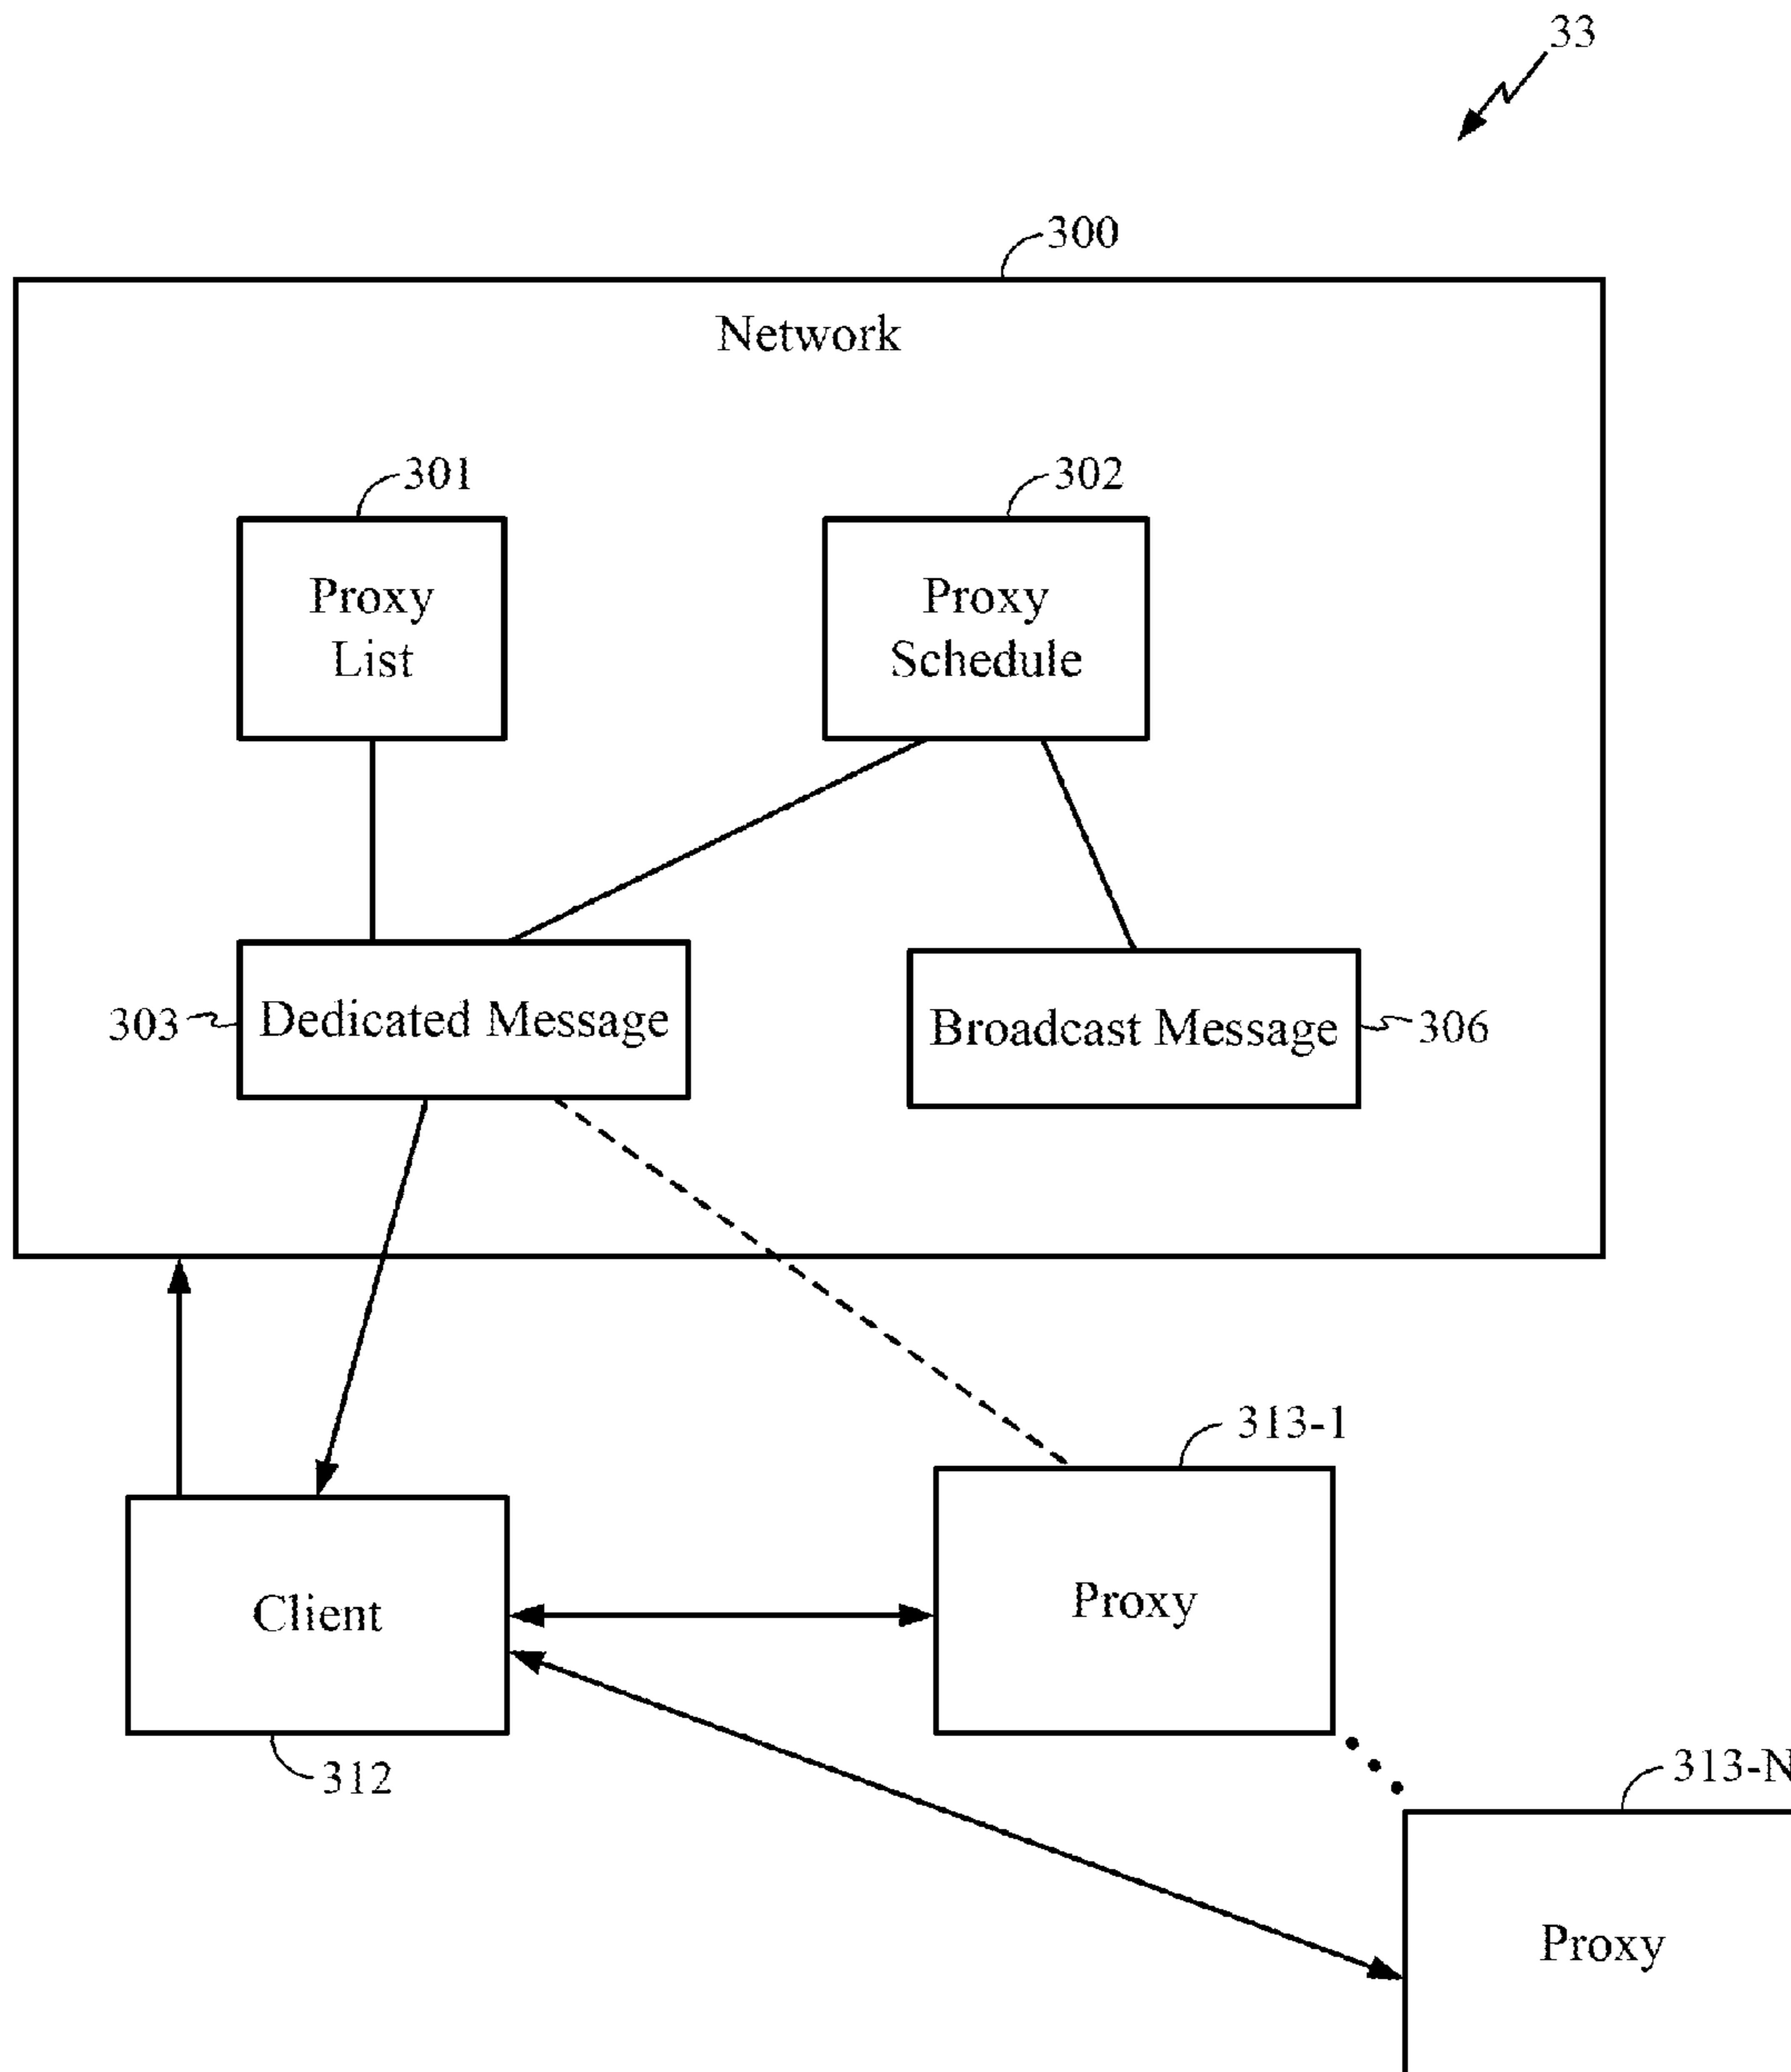 33
300
Network
301
302
Proxy
List
Proxy
Schedule
303
Dedicated Message
Broadcast Message
306
313-1
Client
Proxy
312
313-N
Proxy